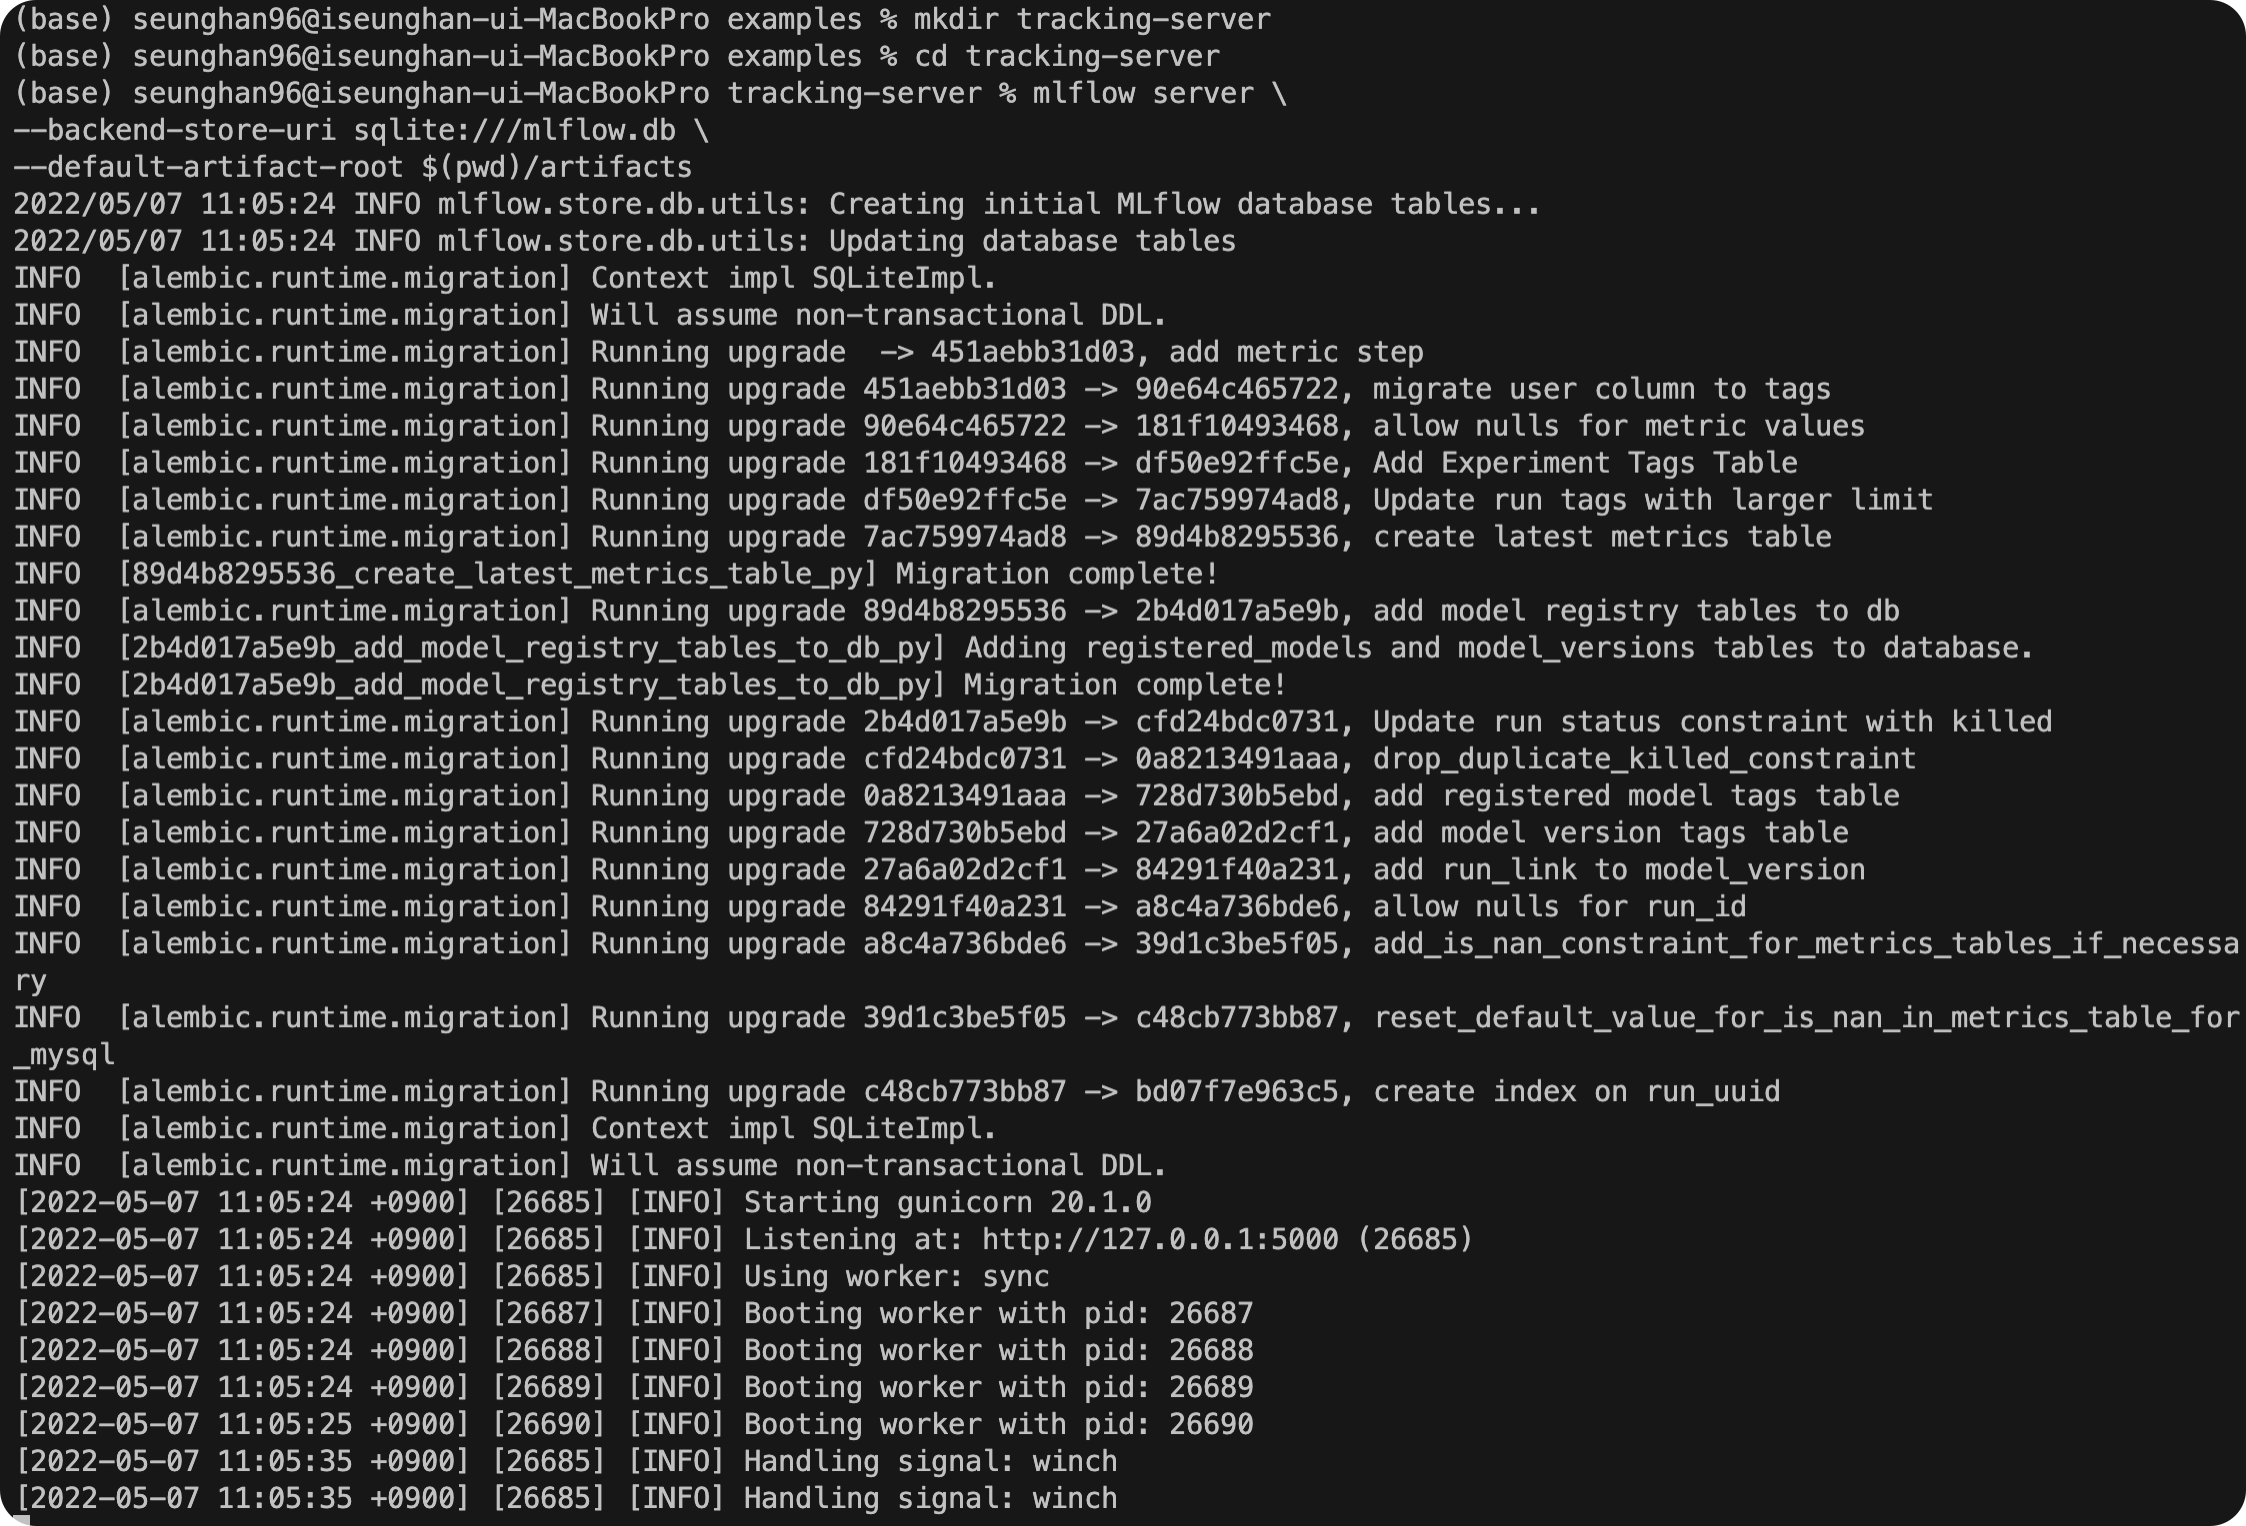 (base) seunghan96@iseunghan-ui-MacBookPro examples % mkdir tracking-server
(base) seunghan96@iseunghan-ui-MacBookPro examples % cd tracking-server
(base) seunghan96@iseunghan-ui-MacBookPro tracking-server % mlflow server \
--backend-store-uri sqlite:///mlflow.db \
--default-artifact-root $(pwd)/artifacts
2022/05/07 11:05:24 INFO mlflow.store.db.utils: Creating initial MLflow database tables...
2022/05/07 11:05:24 INFO mlflow.store.db.utils: Updating database tables
INFO  [alembic.runtime.migration] Context impl SQLiteImpl.
INFO  [alembic.runtime.migration] Will assume non-transactional DDL.
INFO  [alembic.runtime.migration] Running upgrade  -> 451aebb31d03, add metric step
INFO  [alembic.runtime.migration] Running upgrade 451aebb31d03 -> 90e64c465722, migrate user column to tags
INFO  [alembic.runtime.migration] Running upgrade 90e64c465722 -> 181f10493468, allow nulls for metric values
INFO  [alembic.runtime.migration] Running upgrade 181f10493468 -> df50e92ffc5e, Add Experiment Tags Table
INFO  [alembic.runtime.migration] Running upgrade df50e92ffc5e -> 7ac759974ad8, Update run tags with larger limit
INFO  [alembic.runtime.migration] Running upgrade 7ac759974ad8 -> 89d4b8295536, create latest metrics table
INFO  [89d4b8295536_create_latest_metrics_table_py] Migration complete!
INFO  [alembic.runtime.migration] Running upgrade 89d4b8295536 -> 2b4d017a5e9b, add model registry tables to db
INFO  [2b4d017a5e9b_add_model_registry_tables_to_db_py] Adding registered_models and model_versions tables to database.
INFO  [2b4d017a5e9b_add_model_registry_tables_to_db_py] Migration complete!
INFO  [alembic.runtime.migration] Running upgrade 2b4d017a5e9b -> cfd24bdc0731, Update run status constraint with killed
INFO  [alembic.runtime.migration] Running upgrade cfd24bdc0731 -> 0a8213491aaa, drop_duplicate_killed_constraint
INFO  [alembic.runtime.migration] Running upgrade 0a8213491aaa -> 728d730b5ebd, add registered model tags table
INFO  [alembic.runtime.migration] Running upgrade 728d730b5ebd -> 27a6a02d2cf1, add model version tags table
INFO  [alembic.runtime.migration] Running upgrade 27a6a02d2cf1 -> 84291f40a231, add run_link to model_version
INFO  [alembic.runtime.migration] Running upgrade 84291f40a231 -> a8c4a736bde6, allow nulls for run_id
INFO  [alembic.runtime.migration] Running upgrade a8c4a736bde6 -> 39d1c3be5f05, add_is_nan_constraint_for_metrics_tables_if_necessa
ry
INFO  [alembic.runtime.migration] Running upgrade 39d1c3be5f05 -> c48cb773bb87, reset_default_value_for_is_nan_in_metrics_table_for
_mysql
INFO  [alembic.runtime.migration] Running upgrade c48cb773bb87 -> bd07f7e963c5, create index on run_uuid
INFO  [alembic.runtime.migration] Context impl SQLiteImpl.
INFO  [alembic.runtime.migration] Will assume non-transactional DDL.
[2022-05-07 11:05:24 +0900] [26685] [INFO] Starting gunicorn 20.1.0
[2022-05-07 11:05:24 +0900] [26685] [INFO] Listening at: http://127.0.0.1:5000 (26685)
[2022-05-07 11:05:24 +0900] [26685] [INFO] Using worker: sync
[2022-05-07 11:05:24 +0900] [26687] [INFO] Booting worker with pid: 26687
[2022-05-07 11:05:24 +0900] [26688] [INFO] Booting worker with pid: 26688
[2022-05-07 11:05:24 +0900] [26689] [INFO] Booting worker with pid: 26689
[2022-05-07 11:05:25 +0900] [26690] [INFO] Booting worker with pid: 26690
[2022-05-07 11:05:35 +0900] [26685] [INFO] Handling signal: winch
[2022-05-07 11:05:35 +0900] [26685] [INFO] Handling signal: winch